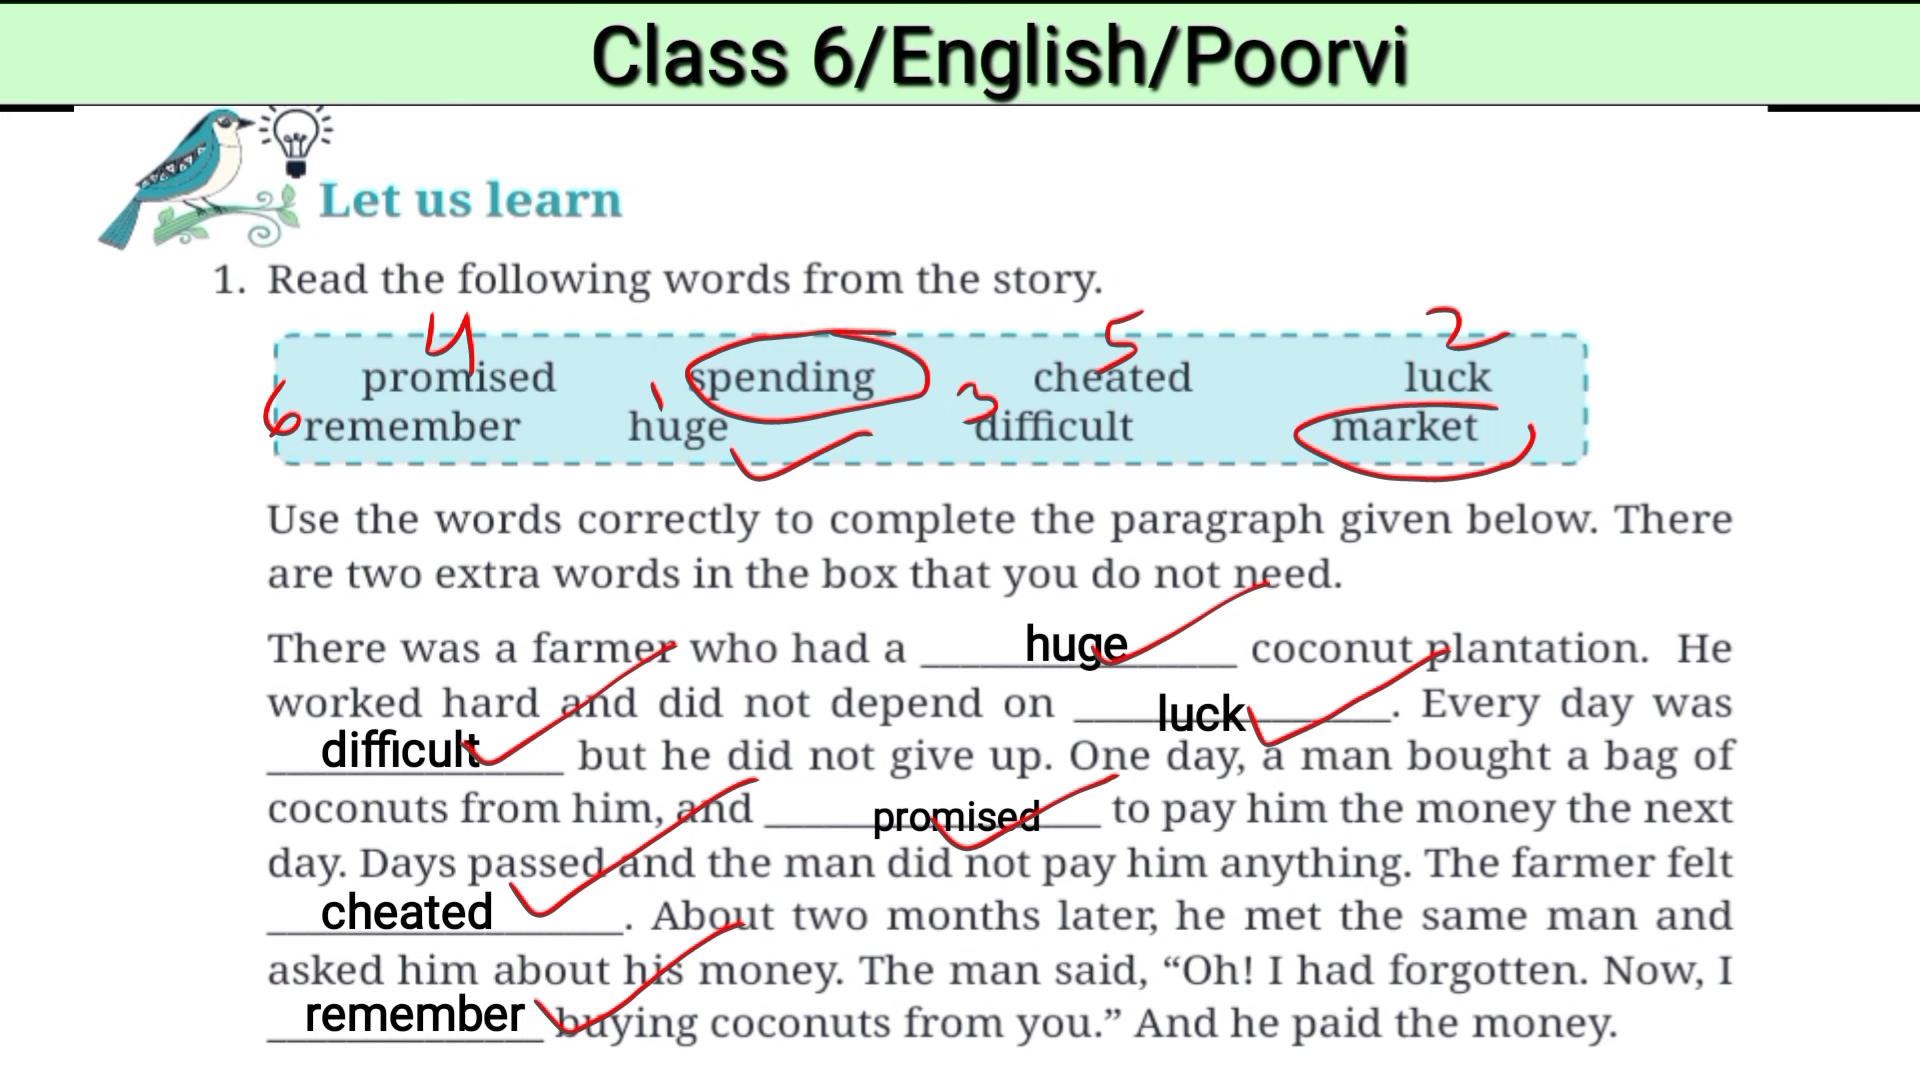 Class 6/English/Poorvi
Let us learn
1. Read the following words from the story.
4 5 2
promised spending cheated luck
6 remember 1 huge 3 difficult market
Use the words correctly to complete the paragraph given below. There
are two extra words in the box that you do not need.
There was a farmer who had a huge coconut plantation. He
worked hard and did not depend on luck. Every day was
difficult but he did not give up. One day, a man bought a bag of
coconuts from him, and promised to pay him the money the next
day. Days passed and the man did not pay him anything. The farmer felt
cheated. About two months later, he met the same man and
asked him about his money. The man said, “Oh! I had forgotten. Now, I
remember buying coconuts from you.” And he paid the money.